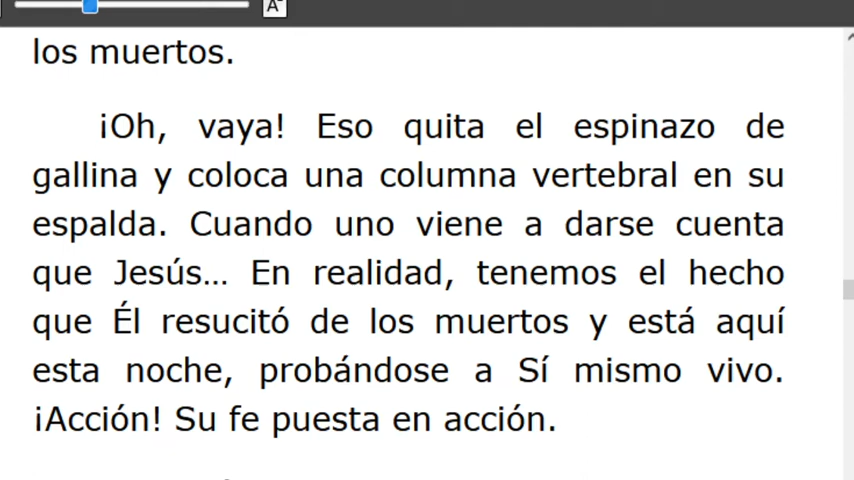 A
los muertos.
¡Oh, vaya! Eso quita el espinazo de
gallina y coloca una columna vertebral en su
espalda. Cuando uno viene a darse cuenta
que Jesús... En realidad, tenemos el hecho
que Él resucitó de los muertos y está aquí
esta noche, probándose a Sí mismo vivo.
¡Acción! Su fe puesta en acción.